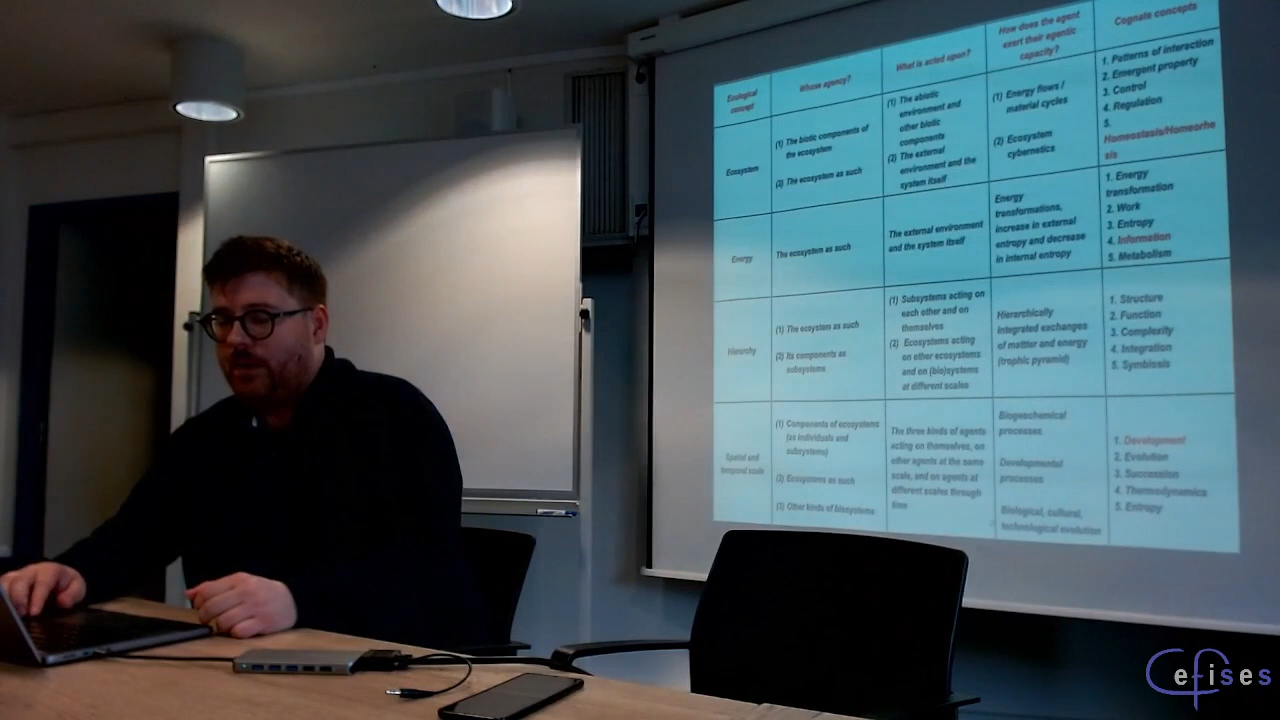 Ecological
concept
Whose agency?
What is acted upon?
How does the agent
exert their agentic
capacity?
Cognate concepts
Ecosystem
(1) The biotic components of
the ecosystem
(2) The ecosystem as such
(1) The abiotic
environment and
other biotic
components
(2) The external
environment and the
system itself
(1) Energy flows /
material cycles
(2) Ecosystem
cybernetics
1. Patterns of interaction
2. Emergent property
3. Control
4. Regulation
5.
Homeostasis/Homeorhe
sis
Energy
The ecosystem as such
The external environment
and the system itself
Energy
transformations,
increase in external
entropy and decrease
in internal entropy
1. Energy
transformation
2. Work
3. Entropy
4. Information
5. Metabolism
Hierarchy
(1) The ecoystem as such
(2) Its components as
subsystems
(1) Subsystems acting on
each other and on
themselves
(2) Ecosystems acting
on other ecosystems
and on (bio)systems
at different scales
Hierarchically
integrated exchanges
of mattter and energy
(trophic pyramid)
1. Structure
2. Function
3. Complexity
4. Integration
5. Symbiosis
Spatial and
temporal scale
(1) Components of ecosystems
(as individuals and
subsystems)
(2) Ecosystems as such
(3) Other kinds of biosystems
The three kinds of agents
acting on themselves, on
other agents at the same
scale, and on agents at
different scales through
time
Biogeochemical
processes
Developmental
processes
Biological, cultural,
technological evolution
1. Development
2. Evolution
3. Succession
4. Thermodynamics
5. Entropy
Cefises